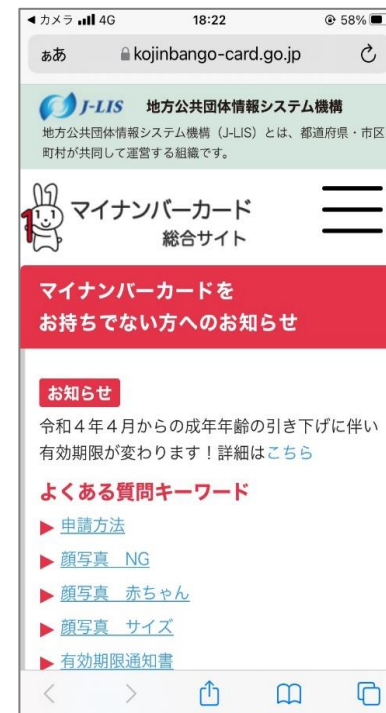 ◀カメラ 4G 18:22 58%
ぁあ kojinbango-card.go.jp
J-LIS 地方公共団体情報システム機構
地方公共団体情報システム機構（J-LIS）とは、都道府県・市区
町村が共同して運営する組織です。
1 マイナンバーカード
総合サイト
マイナンバーカードを
お持ちでない方へのお知らせ
お知らせ
令和４年４月からの成年年齢の引き下げに伴い
有効期限が変わります！詳細はこちら
よくある質問キーワード
▶ 申請方法
▶ 顔写真　NG
▶ 顔写真　赤ちゃん
▶ 顔写真　サイズ
▶ 有効期限通知書